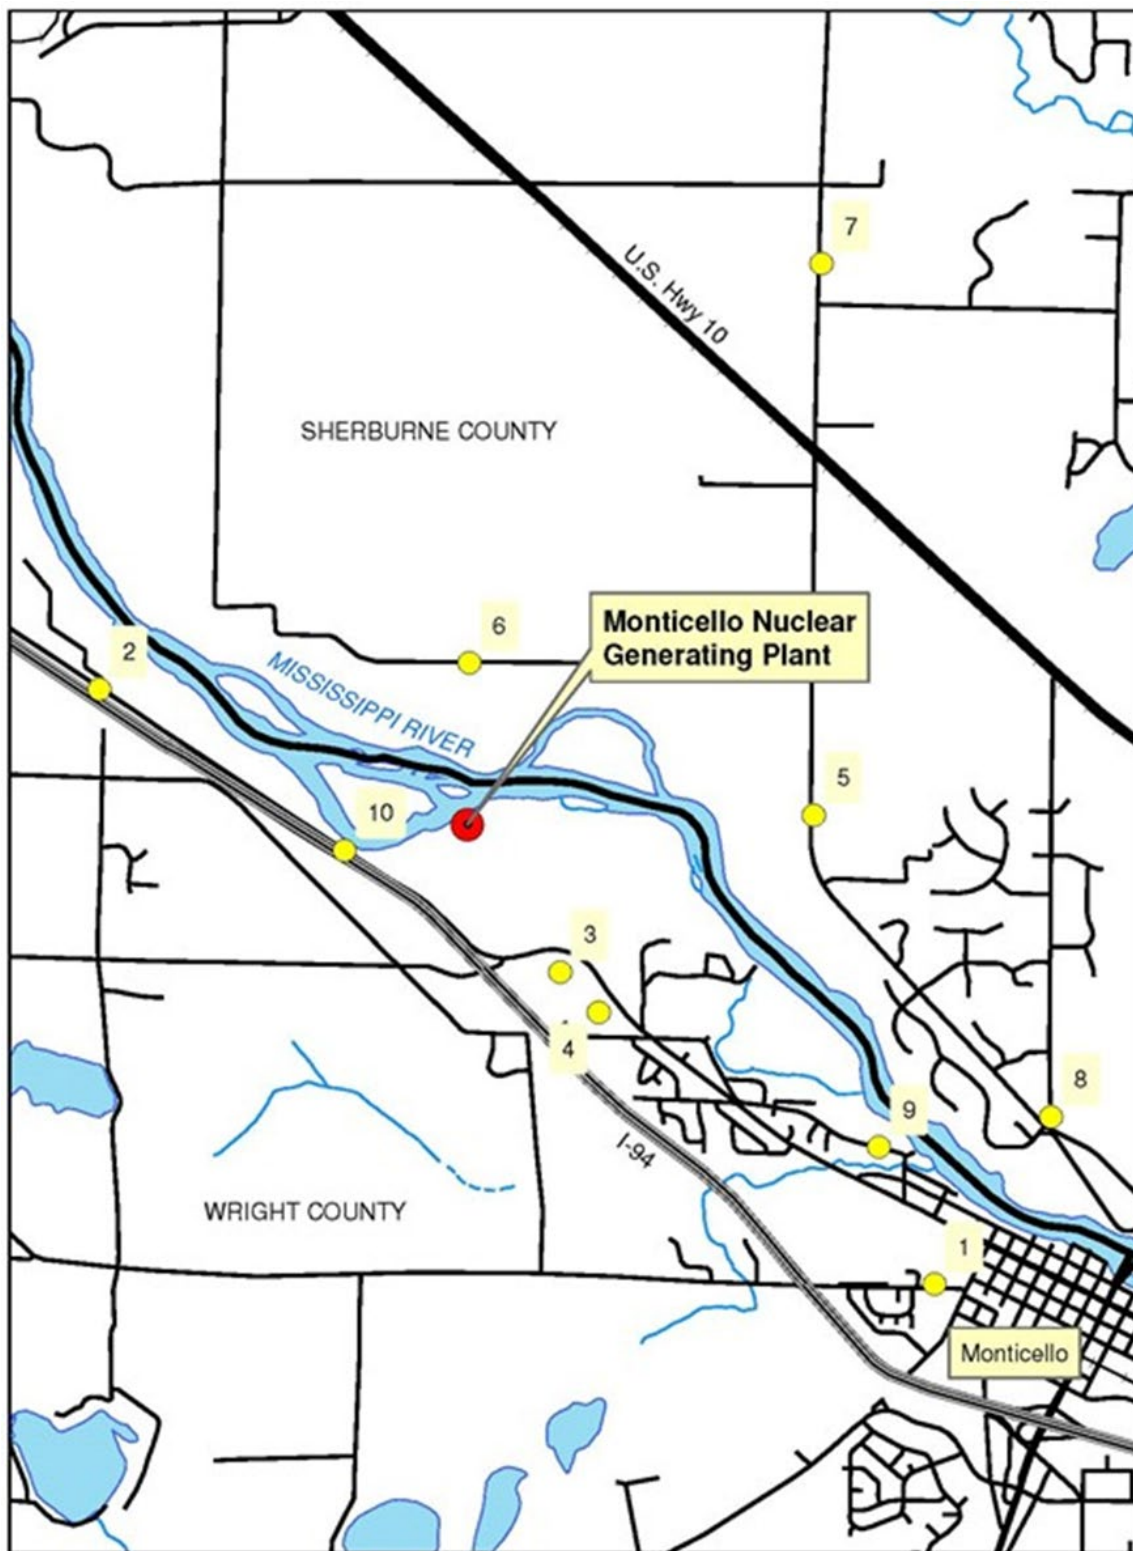 7
U.S. Hwy 10
SHERBURNE COUNTY
6
Monticello Nuclear
Generating Plant
2
MISSISSIPPI RIVER
5
10
3
4
8
9
I-94
WRIGHT COUNTY
1
Monticello